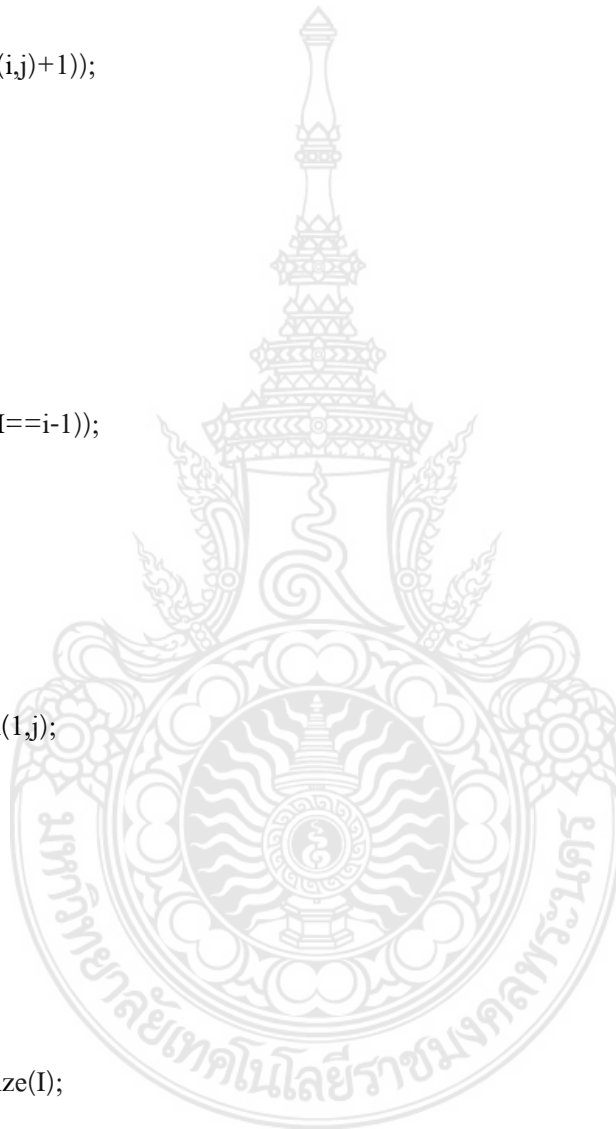 (i,j)+1));
I==i-1));
(1,j);
ze(I);
มหาวิทยาลัยเทคโนโลยีราชมงคลพระนคร